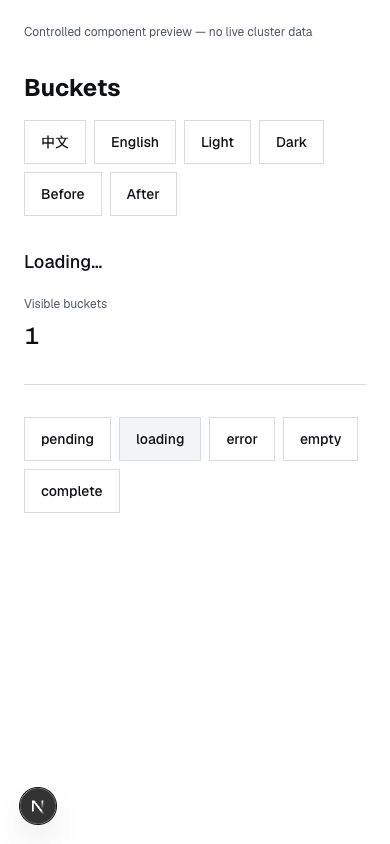 Controlled component preview — no live cluster data
Buckets
中文 English Light Dark
Before After
Loading...
Visible buckets
1
pending loading error empty
complete
N